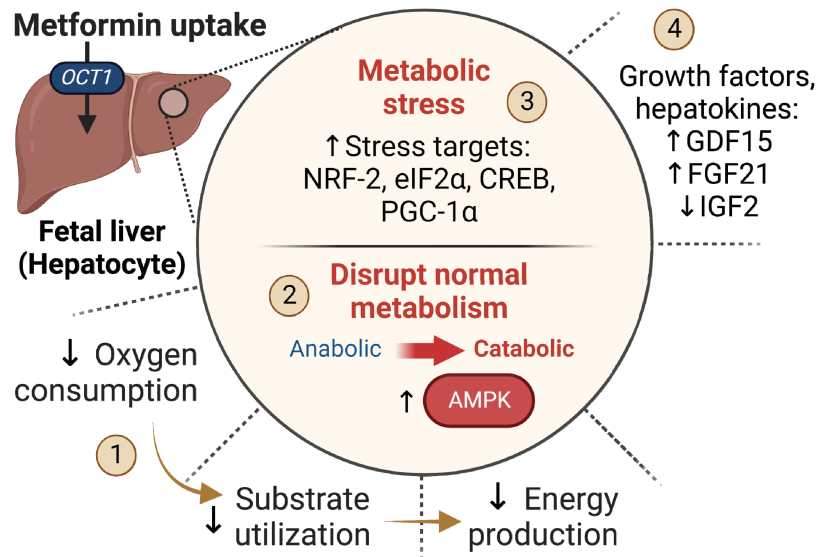 Metformin uptake
OCT1
Fetal liver
(Hepatocyte)
Metabolic
stress
3
↑Stress targets:
NRF-2, eIF2α, CREB,
PGC-1α
2
Disrupt normal
metabolism
Anabolic
Catabolic
↑ AMPK
4
Growth factors,
hepatokines:
↑GDF15
↑FGF21
↓IGF2
↓ Oxygen
consumption
1
↓ Substrate
utilization
↓ Energy
production